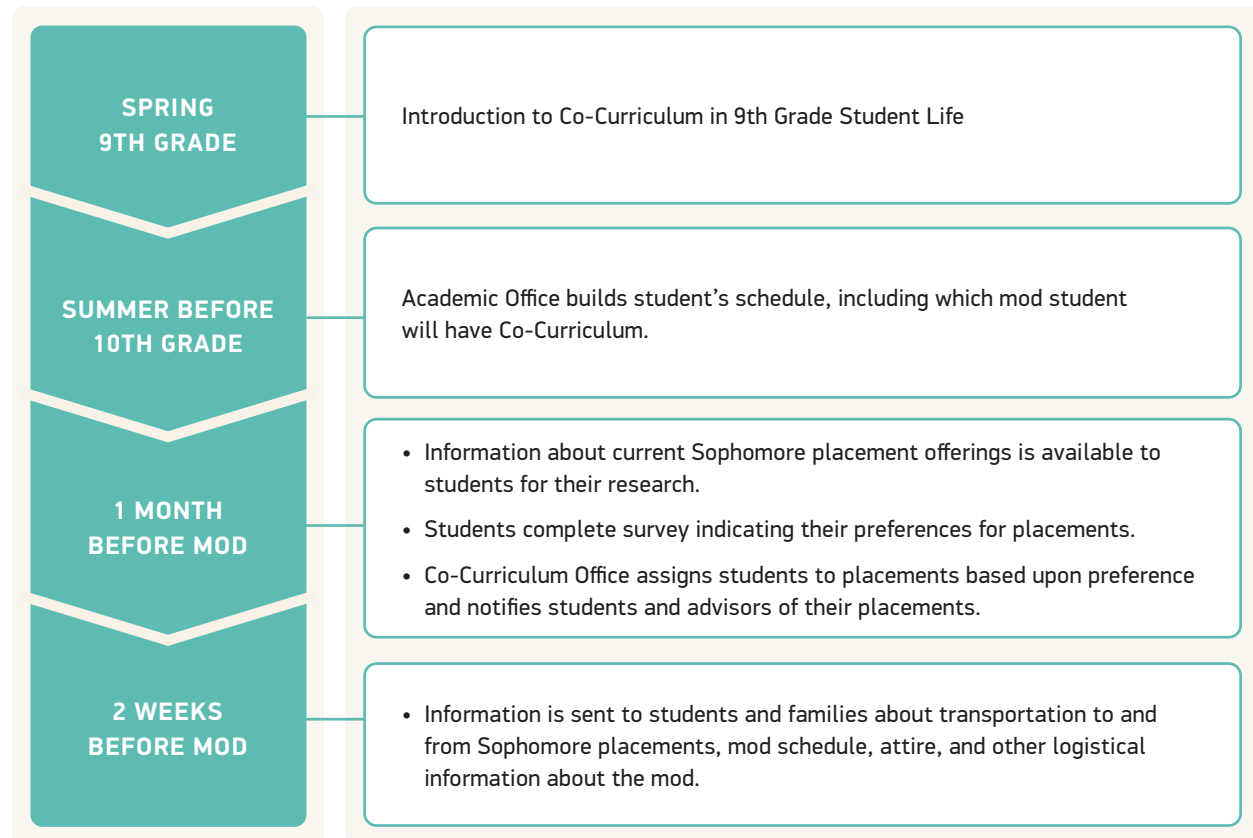 SPRING
9TH GRADE
Introduction to Co-Curriculum in 9th Grade Student Life
SUMMER BEFORE
10TH GRADE
Academic Office builds student’s schedule, including which mod student
will have Co-Curriculum.
1 MONTH
BEFORE MOD
• Information about current Sophomore placement offerings is available to
students for their research.
• Students complete survey indicating their preferences for placements.
• Co-Curriculum Office assigns students to placements based upon preference
and notifies students and advisors of their placements.
2 WEEKS
BEFORE MOD
• Information is sent to students and families about transportation to and
from Sophomore placements, mod schedule, attire, and other logistical
information about the mod.